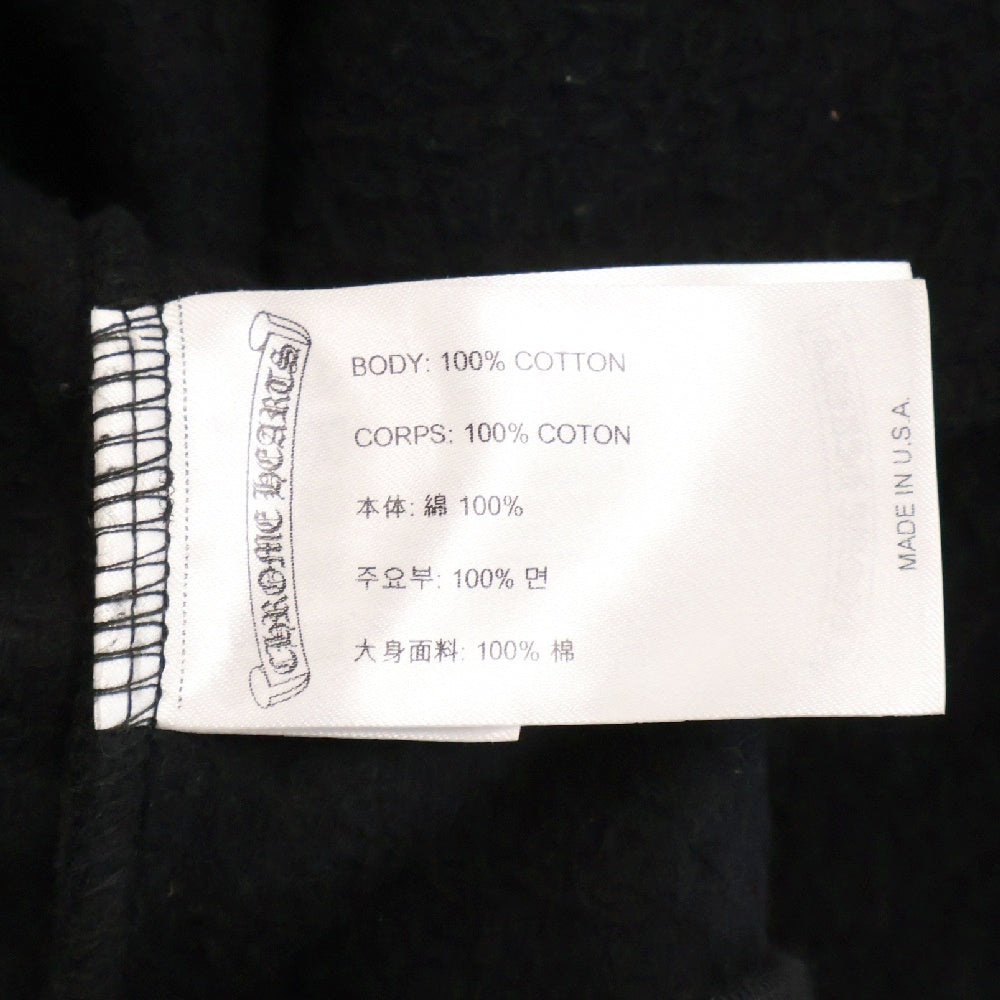 CHROME HEARTS
BODY: 100% COTTON
CORPS: 100% COTON
本体: 綿 100%
주요부: 100% 면
大身面料: 100% 棉
MADE IN U.S.A.